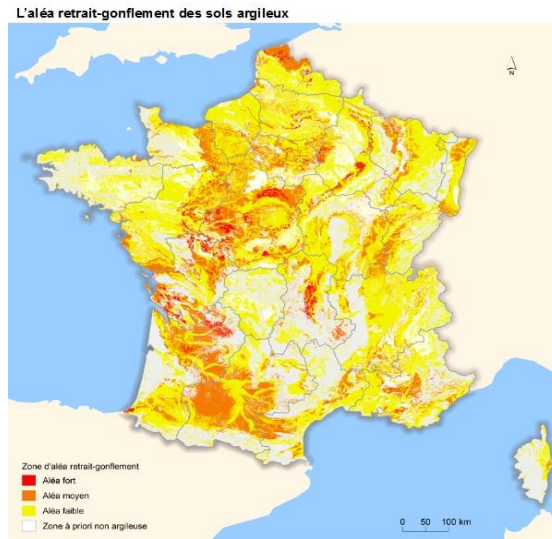 L'aléa retrait-gonflement des sols argileux
N
Zone d'aléa retrait-gonflement
Aléa fort
Aléa moyen
Aléa faible
Zone à priori non argileuse
0 50 100 km